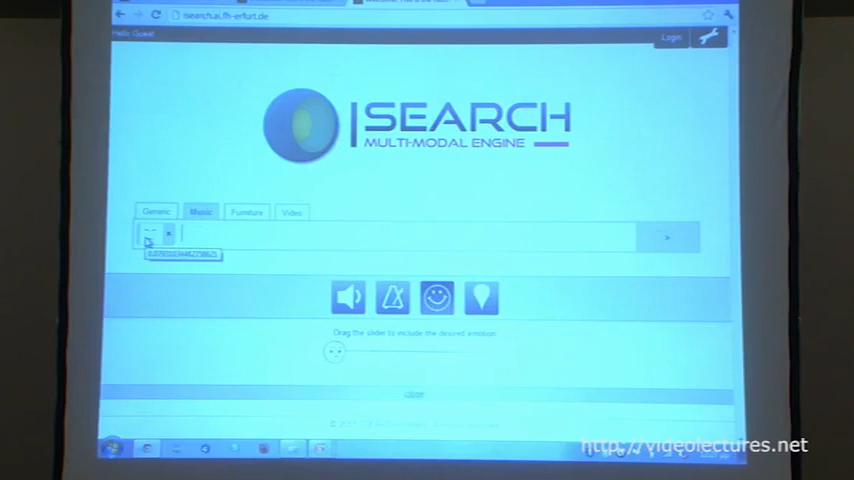 isearch.ai.fh-erfurt.de
Hello Guest
Login
ISEARCH
MULTI-MODAL ENGINE
Generic
Music
Furniture
Video
Drag the slider to include the desired emotion
close
http://videolectures.net